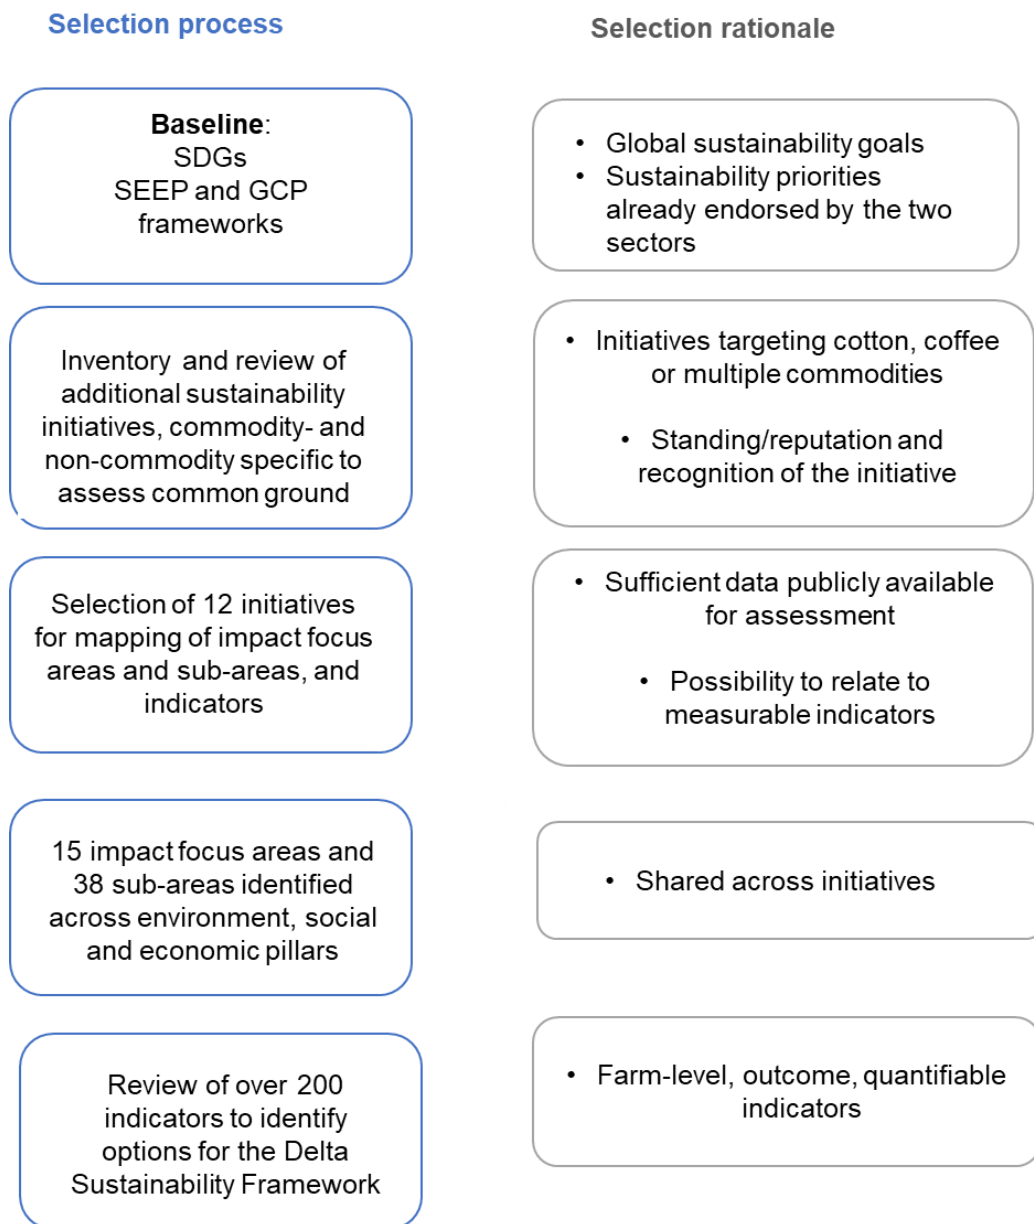 Selection process
Selection rationale
Baseline:
SDGs
SEEP and GCP
frameworks
• Global sustainability goals
• Sustainability priorities
already endorsed by the two
sectors
Inventory and review of
additional sustainability
initiatives, commodity- and
non-commodity specific to
assess common ground
• Initiatives targeting cotton, coffee
or multiple commodities
• Standing/reputation and
recognition of the initiative
Selection of 12 initiatives
for mapping of impact focus
areas and sub-areas, and
indicators
• Sufficient data publicly available
for assessment
• Possibility to relate to
measurable indicators
15 impact focus areas and
38 sub-areas identified
across environment, social
and economic pillars
• Shared across initiatives
Review of over 200
indicators to identify
options for the Delta
Sustainability Framework
• Farm-level, outcome, quantifiable
indicators